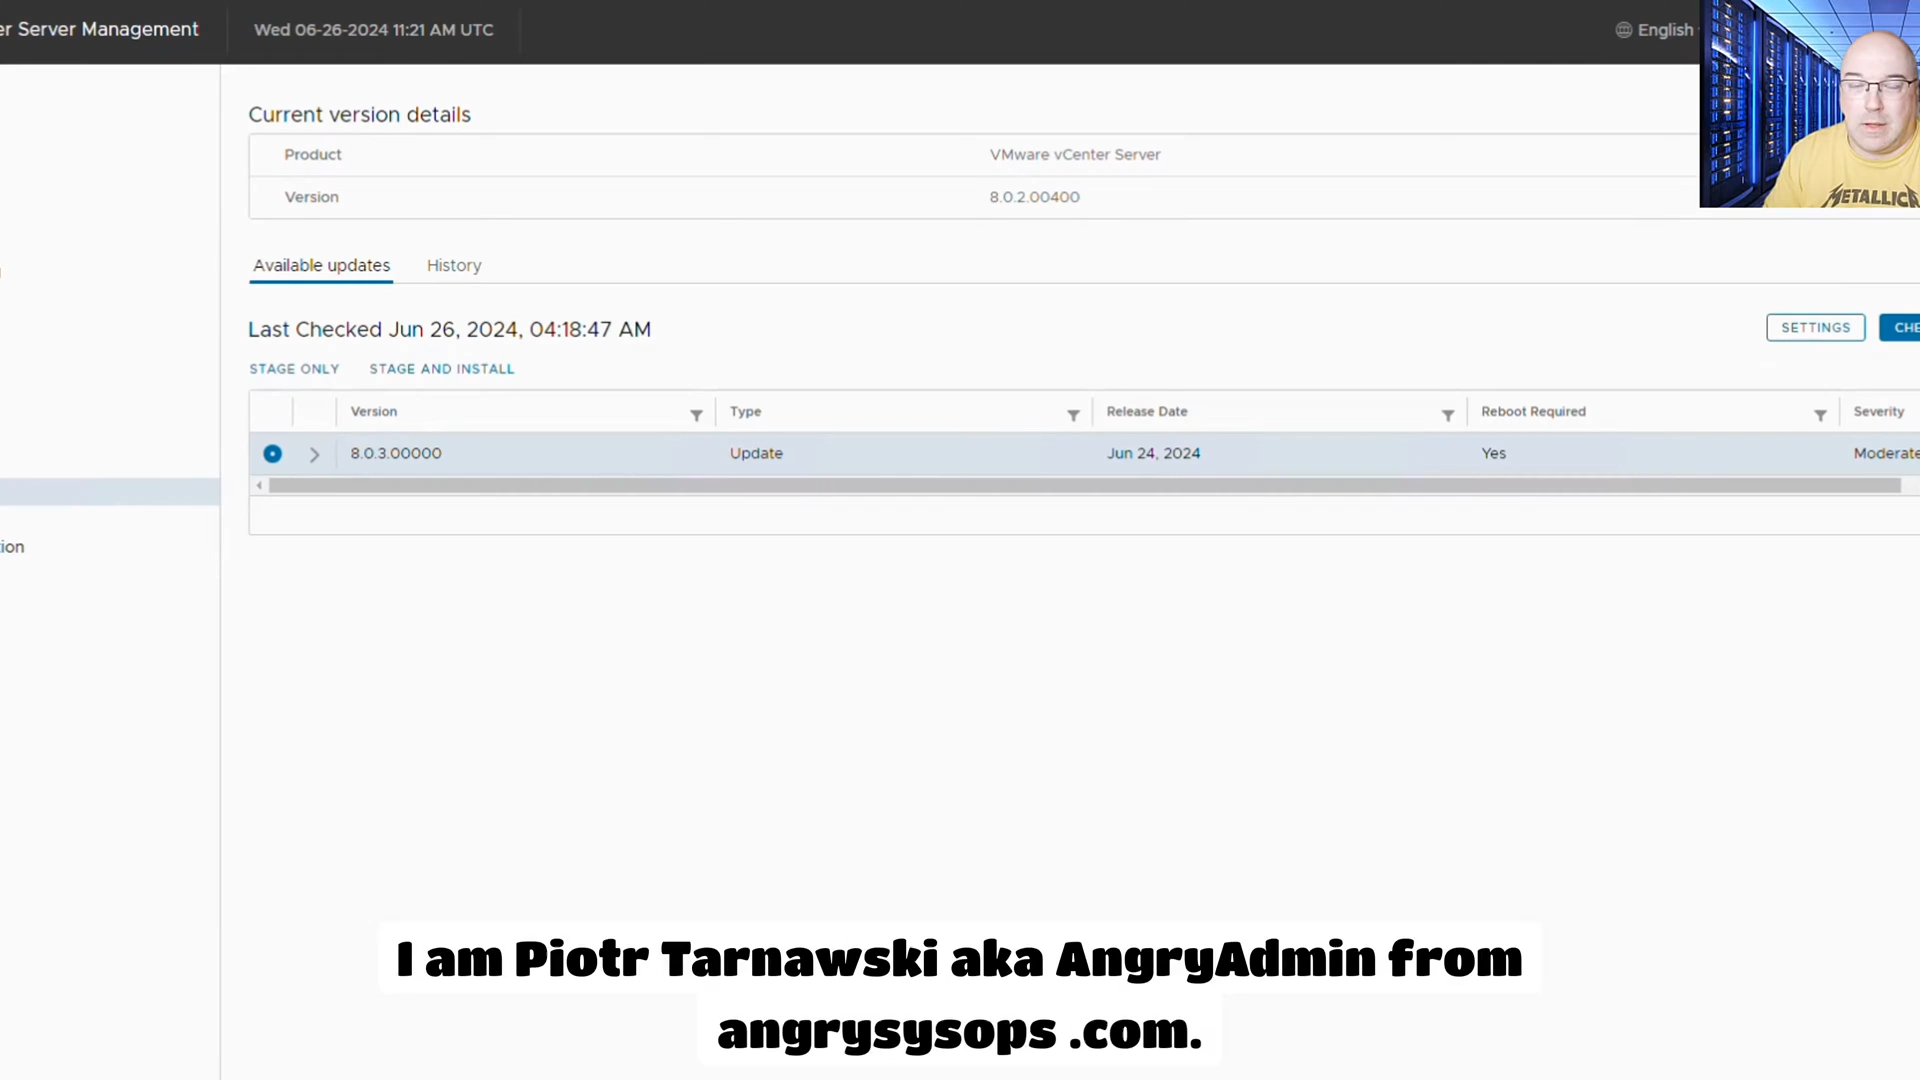 er Server Management
Wed 06-26-2024 11:21 AM UTC
English
Current version details
Product
VMware vCenter Server
Version
8.0.2.00400
METALLICA
Available updates
History
Last Checked Jun 26, 2024, 04:18:47 AM
SETTINGS
CHE
STAGE ONLY
STAGE AND INSTALL
Version
Type
Release Date
Reboot Required
Severity
8.0.3.00000
Update
Jun 24, 2024
Yes
Moderate
tion
I am Piotr Tarnawski aka AngryAdmin from
angrysysops .com.